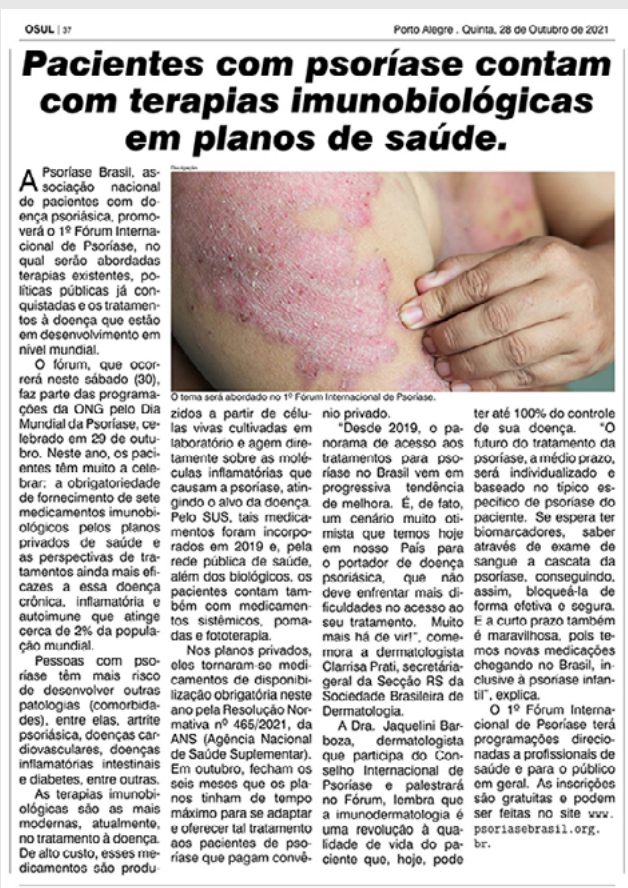 OSUL | 37
Porto Alegre . Quinta, 28 de Outubro de 2021
Pacientes com psoríase contam
com terapias imunobiológicas
em planos de saúde.
Divulgação
A Psoríase Brasil, as-
sociação nacional
de pacientes com do-
ença psoriásica, promo-
verá o 1º Fórum Interna-
cional de Psoríase, no
qual serão abordadas
terapias existentes, po-
líticas públicas já con-
quistadas e os tratamen-
tos à doença que estão
em desenvolvimento em
nível mundial.
O fórum, que ocor-
rerá neste sábado (30),
faz parte das programa-
ções da ONG pelo Dia
Mundial da Psoríase, ce-
lebrado em 29 de outu-
bro. Neste ano, os paci-
entes têm muito a cele-
brar: a obrigatoriedade
de fornecimento de sete
medicamentos imunobi-
ológicos pelos planos
privados de saúde e
as perspectivas de tra-
tamentos ainda mais efi-
cazes a essa doença
crônica, inflamatória e
autoimune que atinge
cerca de 2% da popula-
ção mundial.
Pessoas com pso-
ríase têm mais risco
de desenvolver outras
patologias (comorbida-
des), entre elas, artrite
psoriásica, doenças car-
diovasculares, doenças
inflamatórias intestinais
e diabetes, entre outras.
As terapias imunobi-
ológicas são as mais
modernas, atualmente,
no tratamento à doença.
De alto custo, esses me-
dicamentos são produ-
O tema será abordado no 1º Fórum Internacional de Psoríase.
zidos a partir de célu-
las vivas cultivadas em
laboratório e agem dire-
tamente sobre as molé-
culas inflamatórias que
causam a psoríase, atin-
gindo o alvo da doença.
Pelo SUS, tais medica-
mentos foram incorpo-
rados em 2019 e, pela
rede pública de saúde,
além dos biológicos, os
pacientes contam tam-
bém com medicamen-
tos sistêmicos, poma-
das e fototerapia.
Nos planos privados,
eles tornaram-se medi-
camentos de disponibi-
lização obrigatória neste
ano pela Resolução Nor-
mativa nº 465/2021, da
ANS (Agência Nacional
de Saúde Suplementar).
Em outubro, fecham os
seis meses que os pla-
nos tinham de tempo
máximo para se adaptar
e oferecer tal tratamento
aos pacientes de pso-
ríase que pagam convê-
nio privado.
"Desde 2019, o pa-
norama de acesso aos
tratamentos para pso-
ríase no Brasil vem em
progressiva tendência
de melhora. É, de fato,
um cenário muito oti-
mista que temos hoje
em nosso País para
o portador de doença
psoriásica, que não
deve enfrentar mais di-
ficuldades no acesso ao
seu tratamento. Muito
mais há de vir!", come-
mora a dermatologista
Clarissa Prati, secretária-
geral da Secção RS da
Sociedade Brasileira de
Dermatologia.
A Dra. Jaquelini Bar-
boza, dermatologista
que participa do Con-
selho Internacional de
Psoríase e palestrará
no Fórum, lembra que
a imunodermatologia é
uma revolução à qua-
lidade de vida do pa-
ciente que, hoje, pode
ter até 100% do controle
de sua doença. "O
futuro do tratamento da
psoríase, a médio prazo,
será individualizado e
baseado no típico es-
pecífico de psoríase do
paciente. Se espera ter
biomarcadores, saber
através de exame de
sangue a cascata da
psoríase, conseguindo,
assim, bloqueá-la de
forma efetiva e segura.
E a curto prazo também
é maravilhosa, pois te-
mos novas medicações
chegando no Brasil, in-
clusive à psoríase infan-
til", explica.
O 1º Fórum Interna-
cional de Psoríase terá
programações direcio-
nadas a profissionais de
saúde e para o público
em geral. As inscrições
são gratuitas e podem
ser feitas no site www.
psoriasebrasil.org.
br.